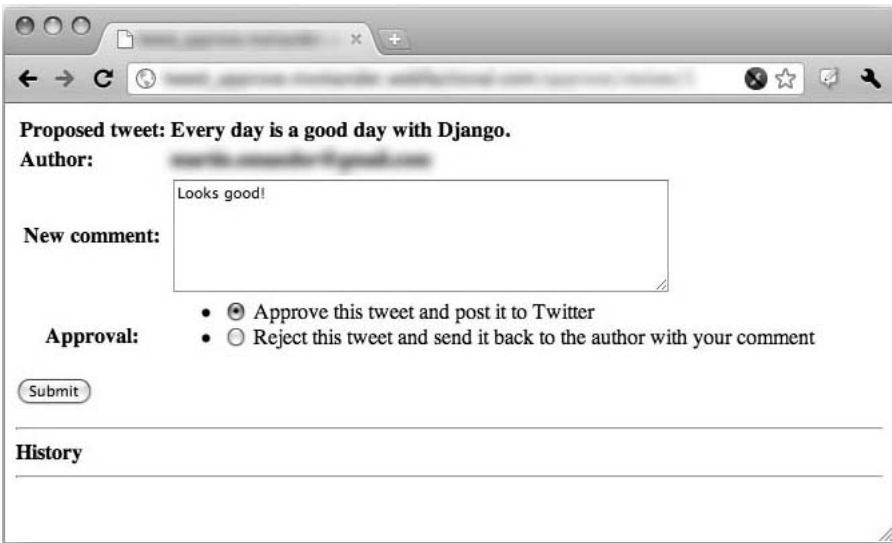 Proposed tweet: Every day is a good day with Django.
Author:
New comment:
Looks good!
Approval:
Approve this tweet and post it to Twitter
Reject this tweet and send it back to the author with your comment
Submit
History